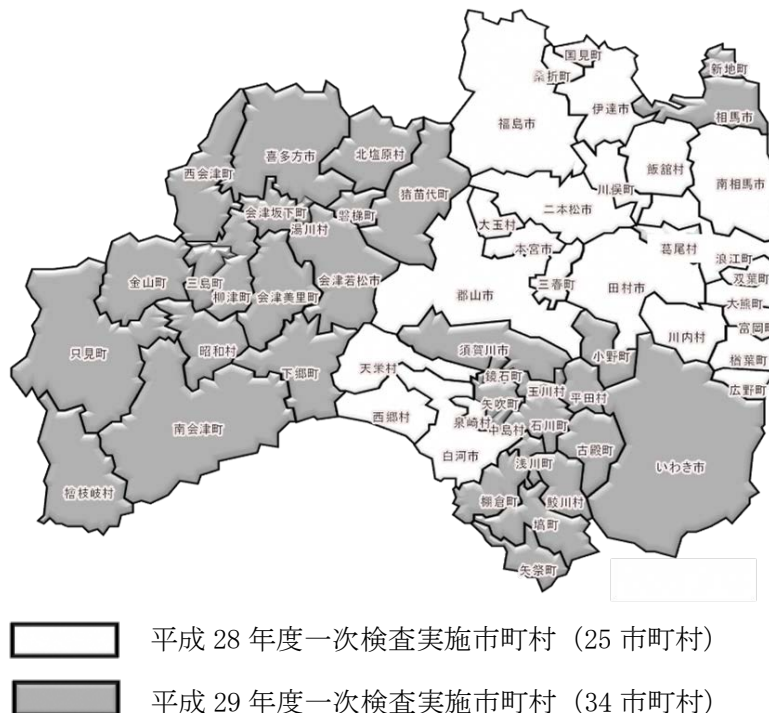 国見町
桑折町
新地町
伊達市
相馬市
福島市
喜多方市
北塩原村
西会津町
飯舘村
南相馬市
猪苗代町
川俣町
二本松市
会津坂下町
磐梯町
湯川村
大玉村
本宮市
葛尾村
浪江町
双葉町
金山町
三島町
会津若松市
柳津町
会津美里町
郡山市
三春町
田村市
大熊町
富岡町
川内村
只見町
昭和村
須賀川市
小野町
楢葉町
下郷町
天栄村
鏡石町
玉川村
平田村
広野町
南会津町
西郷村
矢吹町
泉崎村
中島村
石川町
白河市
古殿町
浅川町
いわき市
檜枝岐村
棚倉町
鮫川村
塙町
矢祭町
平成 28 年度一次検査実施市町村（25 市町村）
平成 29 年度一次検査実施市町村（34 市町村）